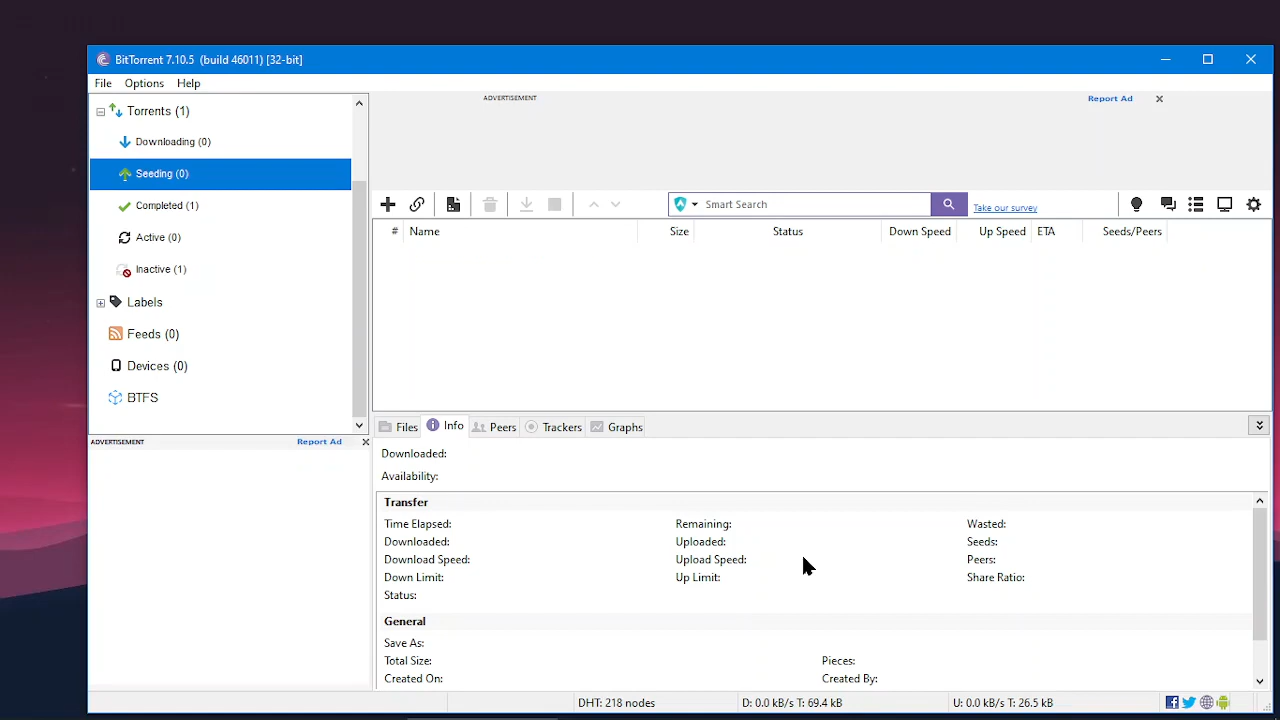 BitTorrent 7.10.5 (build 46011) [32-bit]
File Options Help
Torrents (1)
Downloading (0)
Seeding (0)
Completed (1)
Active (0)
Inactive (1)
Labels
Feeds (0)
Devices (0)
BTFS
ADVERTISEMENT Report Ad
ADVERTISEMENT Report Ad
Smart Search
Take our survey
# Name Size Status Down Speed Up Speed ETA Seeds/Peers
Files Info Peers Trackers Graphs
Downloaded:
Availability:
Transfer
Time Elapsed: Remaining: Wasted:
Downloaded: Uploaded: Seeds:
Download Speed: Upload Speed: Peers:
Down Limit: Up Limit: Share Ratio:
Status:
General
Save As:
Total Size: Pieces:
Created On: Created By:
DHT: 218 nodes D: 0.0 kB/s T: 69.4 kB U: 0.0 kB/s T: 26.5 kB